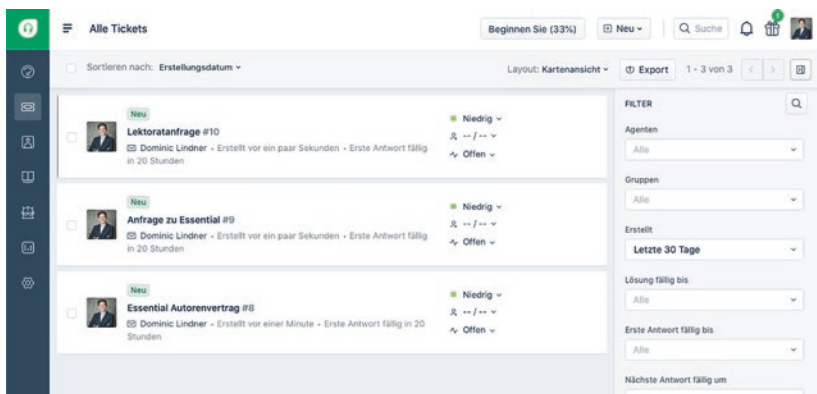 Alle Tickets
Beginnen Sie (33%)
Neu
Suche
1
Sortieren nach: Erstellungsdatum
Layout: Kartenansicht
Export
1 - 3 von 3
Neu
Lektoratanfrage #10
Dominic Lindner • Erstellt vor ein paar Sekunden • Erste Antwort fällig
in 20 Stunden
Niedrig
-- / --
Offen
Neu
Anfrage zu Essential #9
Dominic Lindner • Erstellt vor ein paar Sekunden • Erste Antwort fällig
in 20 Stunden
Niedrig
-- / --
Offen
Neu
Essential Autorenvertrag #8
Dominic Lindner • Erstellt vor einer Minute • Erste Antwort fällig in 20
Stunden
Niedrig
-- / --
Offen
FILTER
Agenten
Alle
Gruppen
Alle
Erstellt
Letzte 30 Tage
Lösung fällig bis
Alle
Erste Antwort fällig bis
Alle
Nächste Antwort fällig um